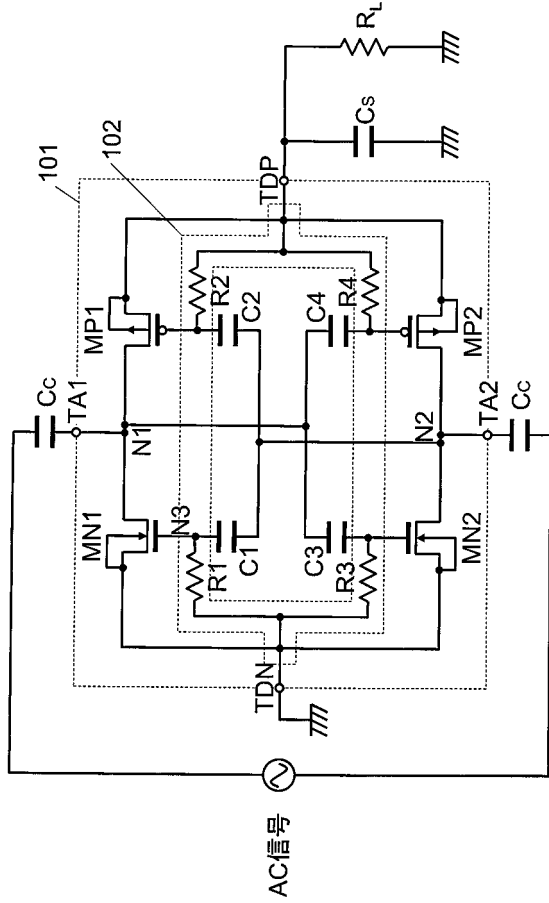 101
102
AC信号
Cc
TA1
N1
MN1
MP1
N3
R1
C1
R2
C2
TDN
TDP
Cs
RL
C3
R3
C4
R4
MN2
MP2
N2
TA2
Cc